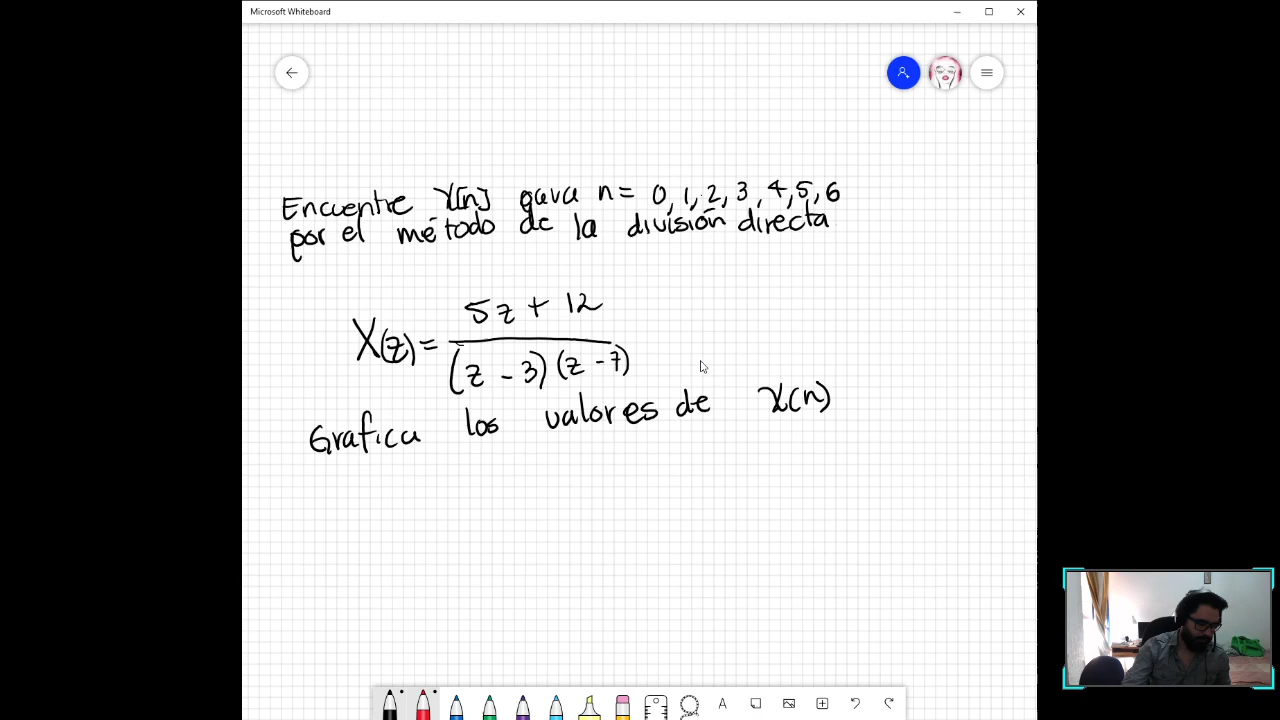 Microsoft Whiteboard
Encuentre x[n] para n = 0, 1, 2, 3, 4, 5, 6
por el método de la división directa
5z + 12
X(z) =
(z - 3)(z - 7)
Grafica los valores de x(n)
A